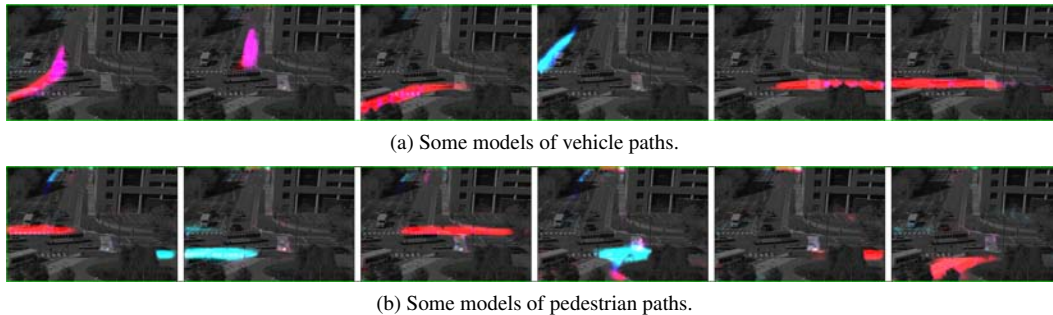 (a) Some models of vehicle paths.
(b) Some models of pedestrian paths.